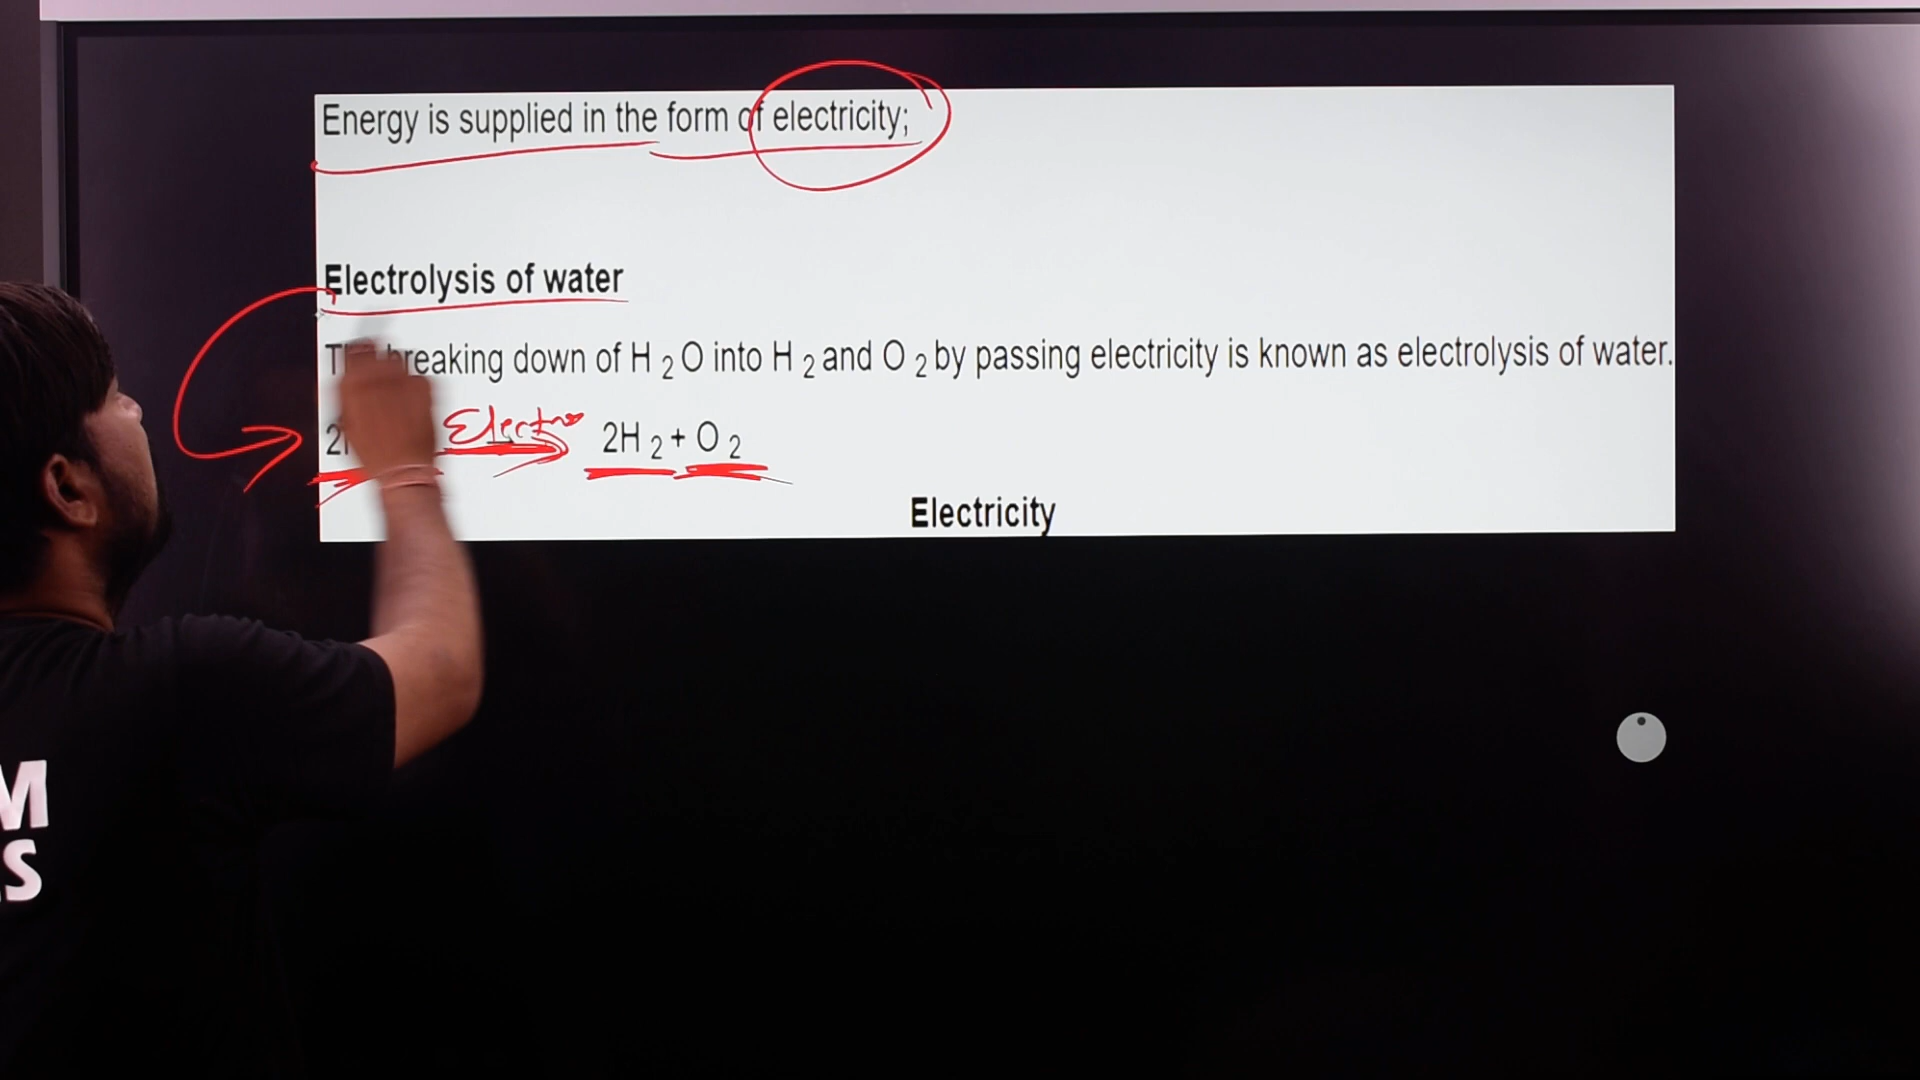 Energy is supplied in the form of electricity;
Electrolysis of water
breaking down of H 2 O into H 2 and O 2 by passing electricity is known as electrolysis of water.
Electro
2H 2 + O 2
Electricity
M
S